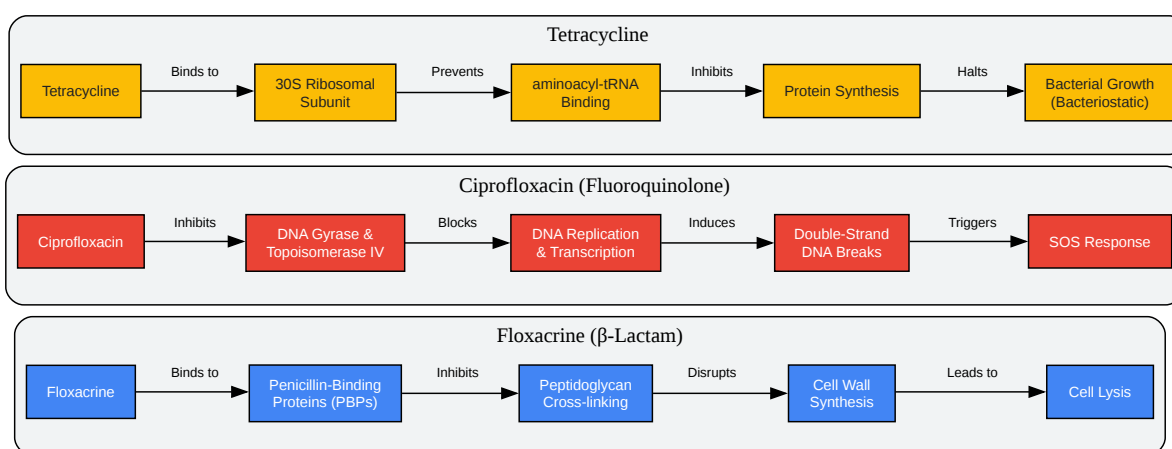 Tetracycline
Binds to
Prevents
Inhibits
Halts
Tetracycline
30S Ribosomal
Subunit
aminoacyl-tRNA
Binding
Protein Synthesis
Bacterial Growth
(Bacteriostatic)
Ciprofloxacin (Fluoroquinolone)
Inhibits
Blocks
Induces
Triggers
Ciprofloxacin
DNA Gyrase &
Topoisomerase IV
DNA Replication
& Transcription
Double-Strand
DNA Breaks
SOS Response
Floxacrine (β-Lactam)
Binds to
Inhibits
Disrupts
Leads to
Floxacrine
Penicillin-Binding
Proteins (PBPs)
Peptidoglycan
Cross-linking
Cell Wall
Synthesis
Cell Lysis